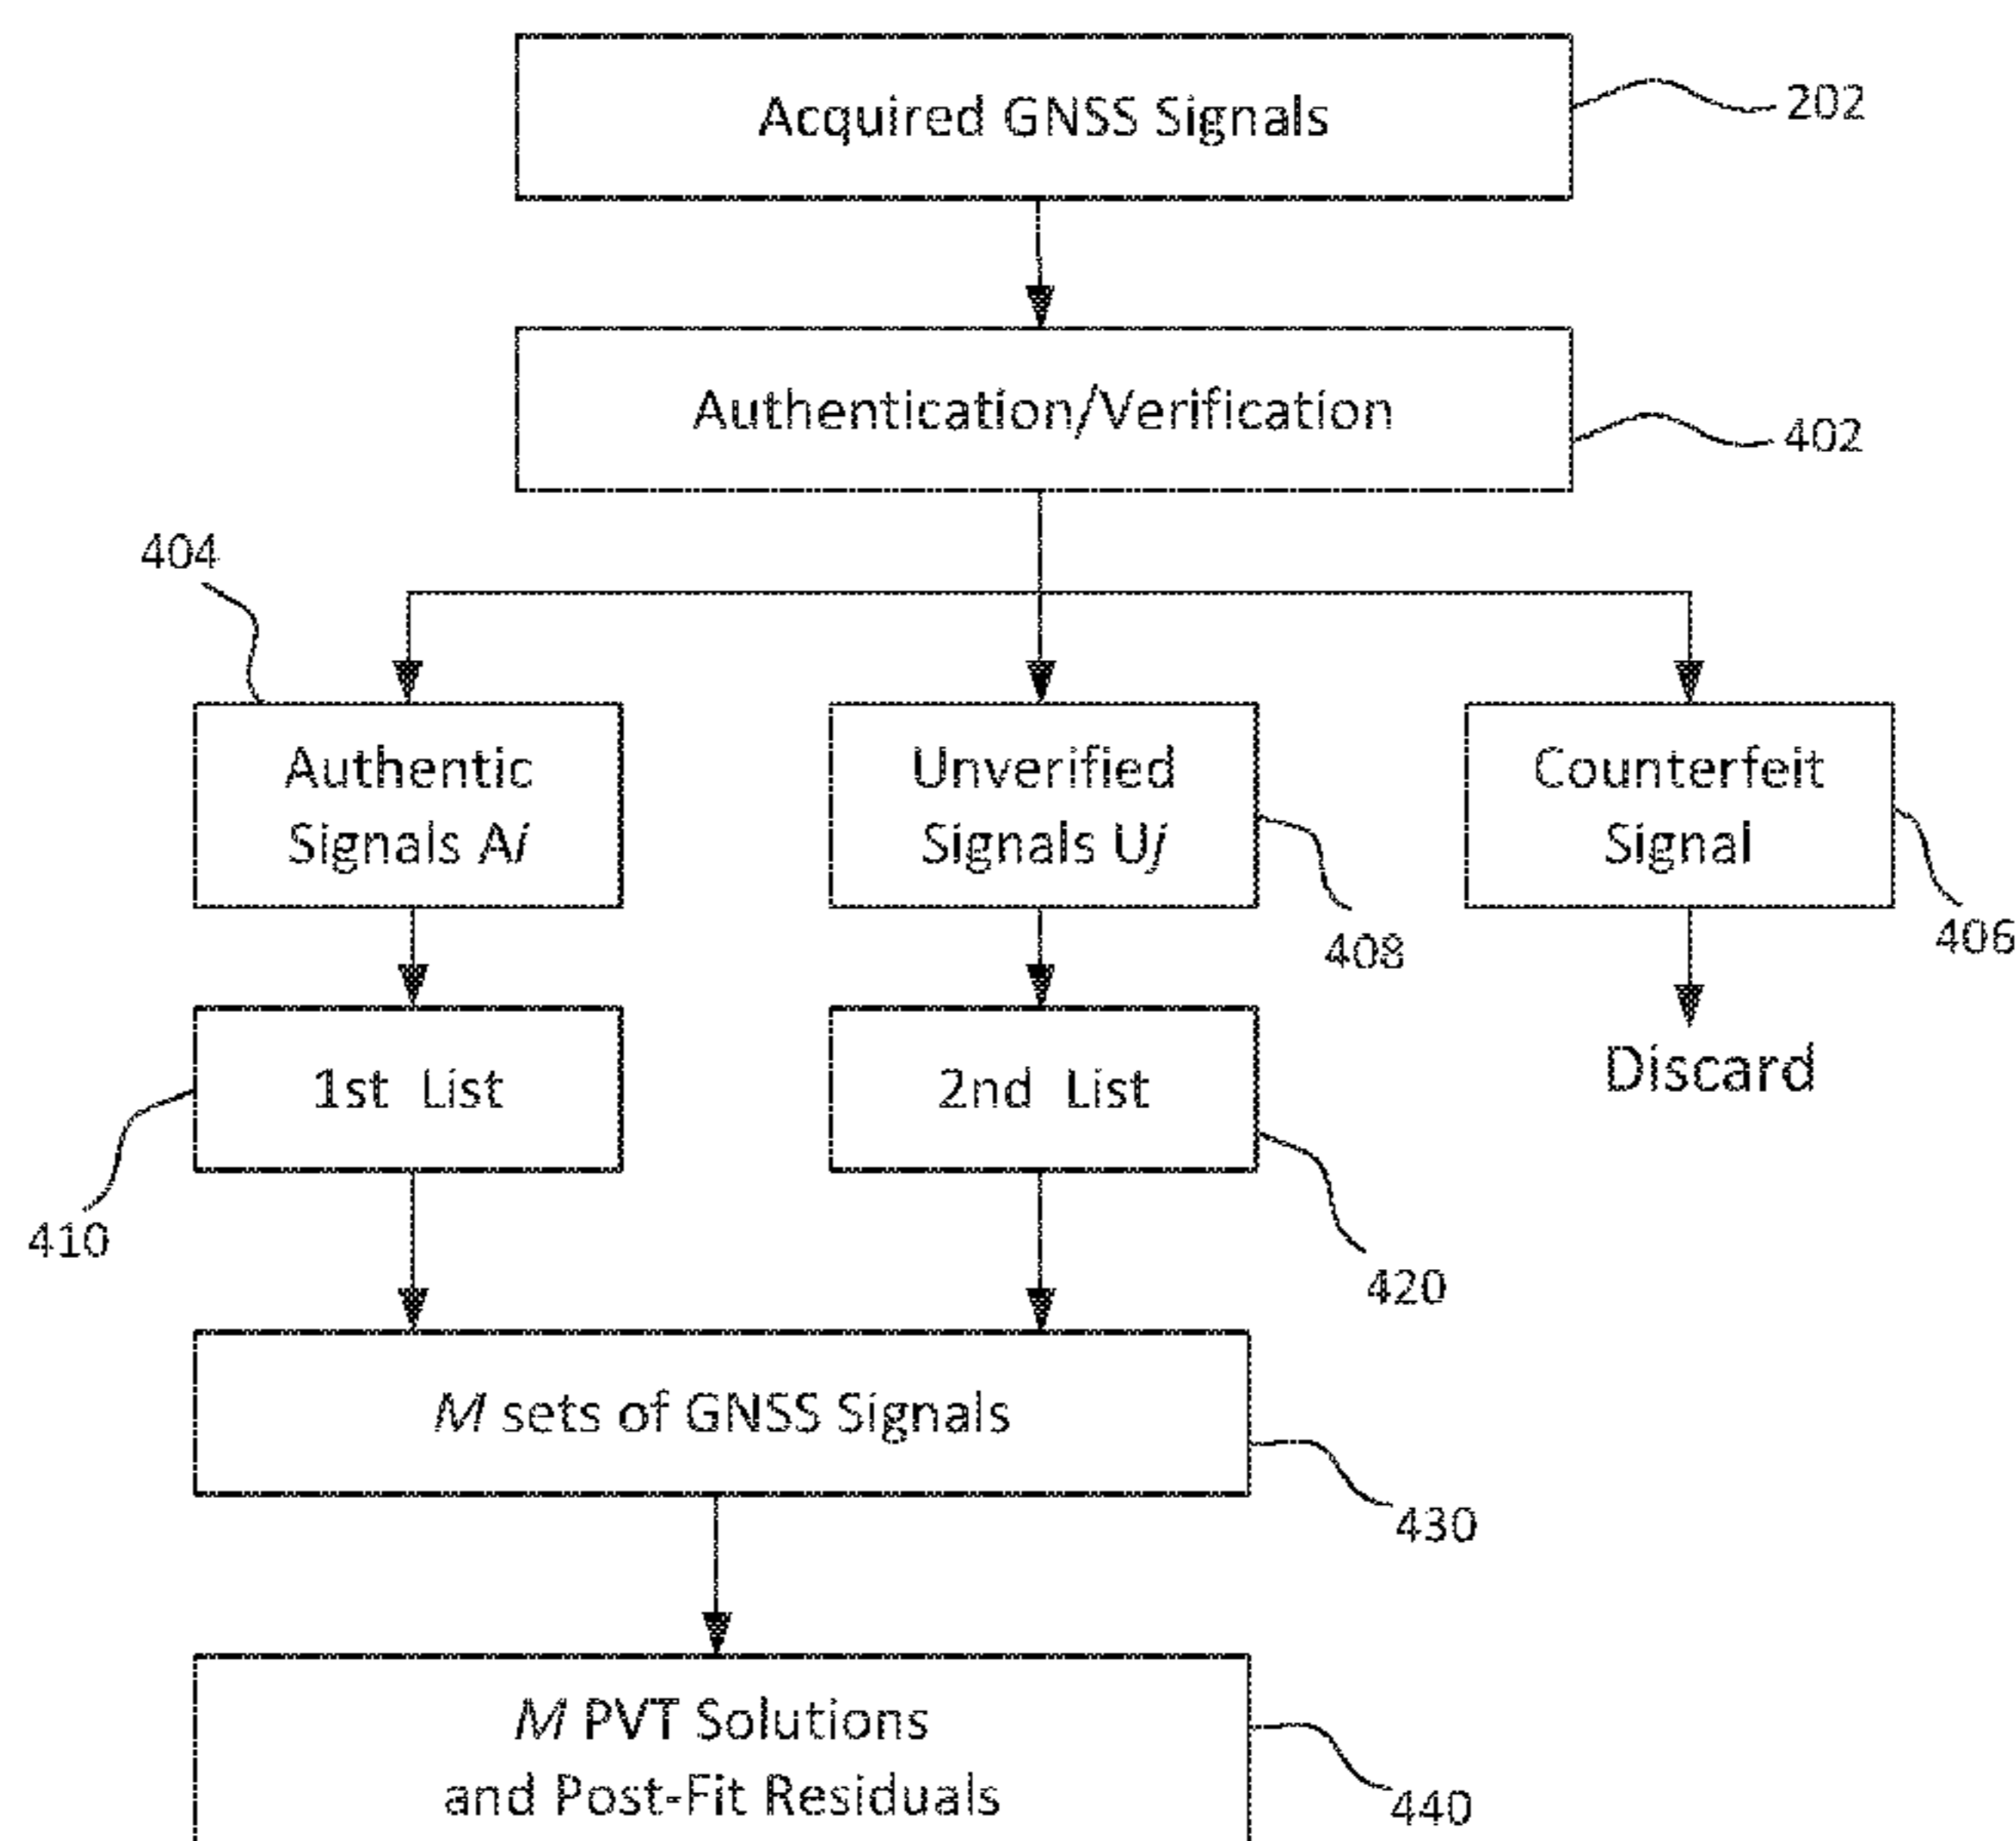 Acquired GNSS Signals
202
Authentication/Verification
402
404
Authentic
Signals Ai
Unverified
Signals Uj
Counterfeit
Signal
408
406
1st List
2nd List
Discard
410
420
M sets of GNSS Signals
430
M PVT Solutions
and Post-Fit Residuals
440